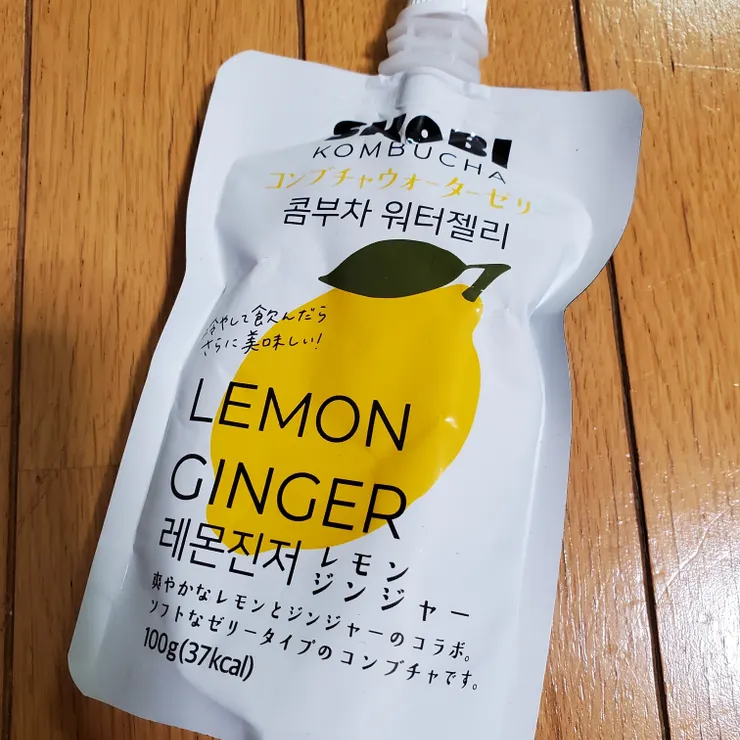 KOMBUCHA
コンブチャウォーターゼリー
콤부차 워터젤리
冷やして飲んだら
さらに美味しい!
LEMON
GINGER
레몬진저
レモン
ジンジャー
爽やかなレモンとジンジャーのコラボ。
ソフトなゼリータイプのコンブチャです。
100g(37kcal)